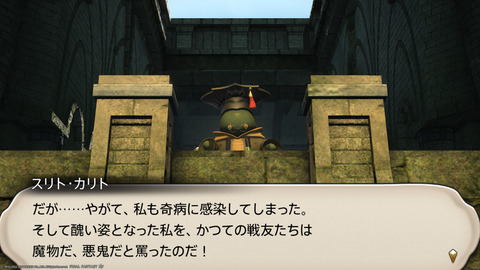 スリト・カリト
だが……やがて、私も奇病に感染してしまった。
そして醜い姿となった私を、かつての戦友たちは
魔物だ、悪鬼だと罵ったのだ！
FINAL FANTASY XIV